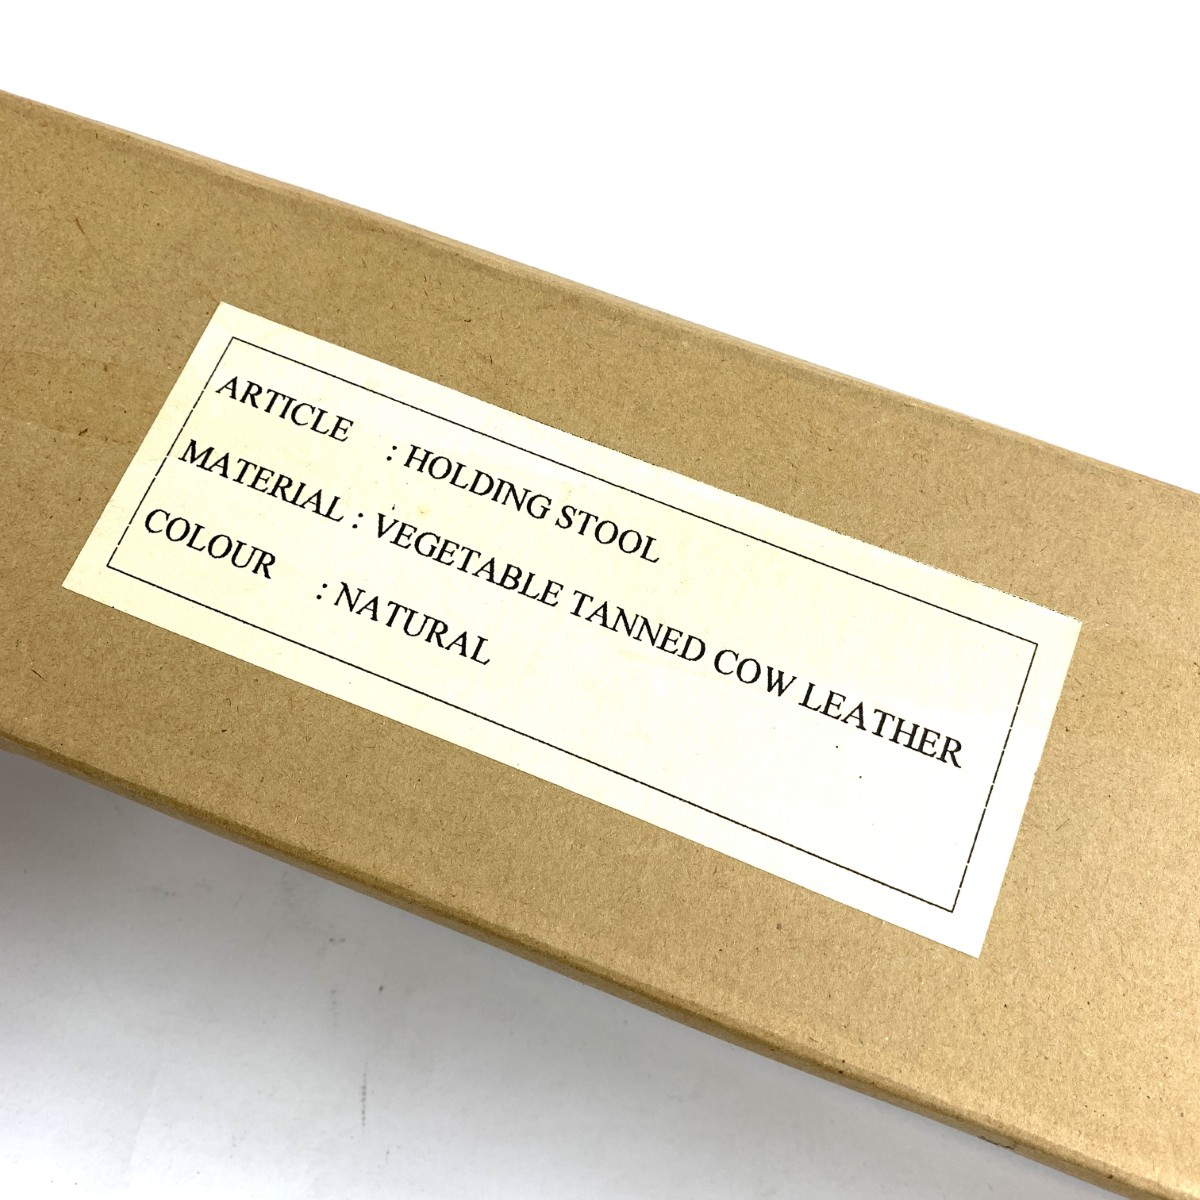 ARTICLE : HOLDING STOOL
MATERIAL : VEGETABLE TANNED COW LEATHER
COLOUR : NATURAL